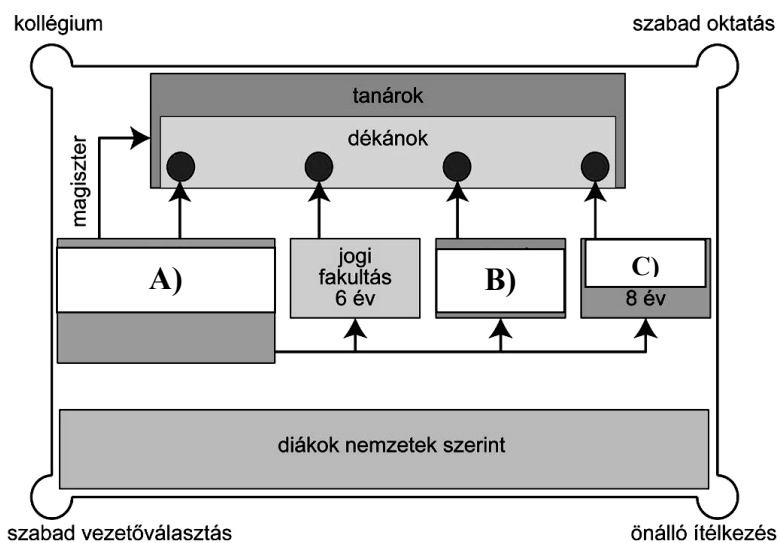 kollégium
szabad oktatás
tanárok
dékánok
magiszter
A)
jogi
fakultás
6 év
B)
C)
8 év
diákok nemzetek szerint
szabad vezetőválasztás
önálló ítélkezés